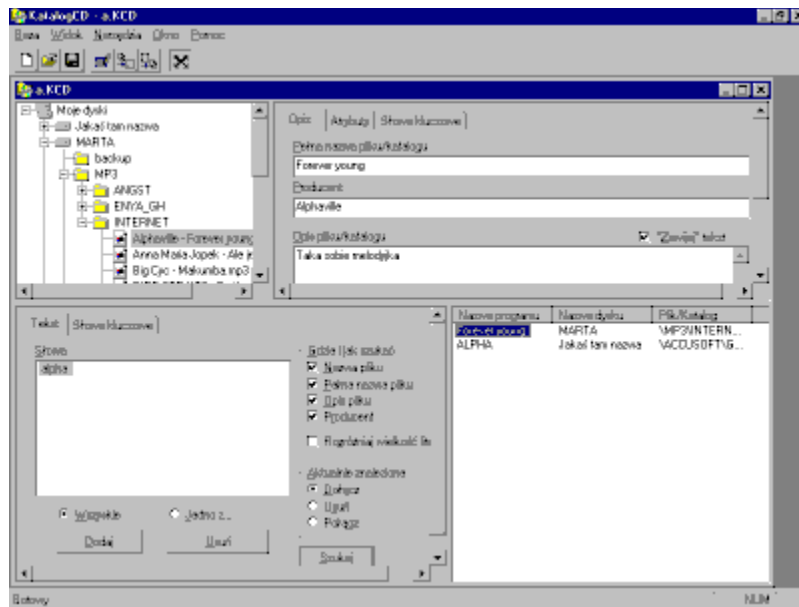 KatalogCD - a.KCD
Baza Widok Narzędzia Okno Pomoc
a.KCD
Moje dyski
Jakaś tam nazwa
MARTA
backup
MP3
ANGST
ENYA_GH
INTERNET
Alphaville - Forever young
Anna Maria Jopek - Ale je
Big Cyc - Makumba.mp3
Opis Atrybuty Słowa kluczowe
Pełna nazwa pliku/katalogu
Forever young
Producent
Alphaville
Opis pliku/katalogu "Zawijaj" tekst
Taka sobie melodyjka
Tekst Słowa kluczowe
Słowa
alpha
Wszystkie Jedno z...
Dodaj Usuń
Gdzie i jak szukać
Nazwa pliku
Pełna nazwa pliku
Opis pliku
Producent
Rozróżniaj wielkość lite
Aktualnie znalezione
Dołącz
Usuń
Połącz
Szukaj
Nazwa programu Nazwa dysku Plik/Katalog
Forever young MARTA \MP3\INTERN...
ALPHA Jakaś tam nazwa \ACCUSOFT\G...
Gotowy NUM